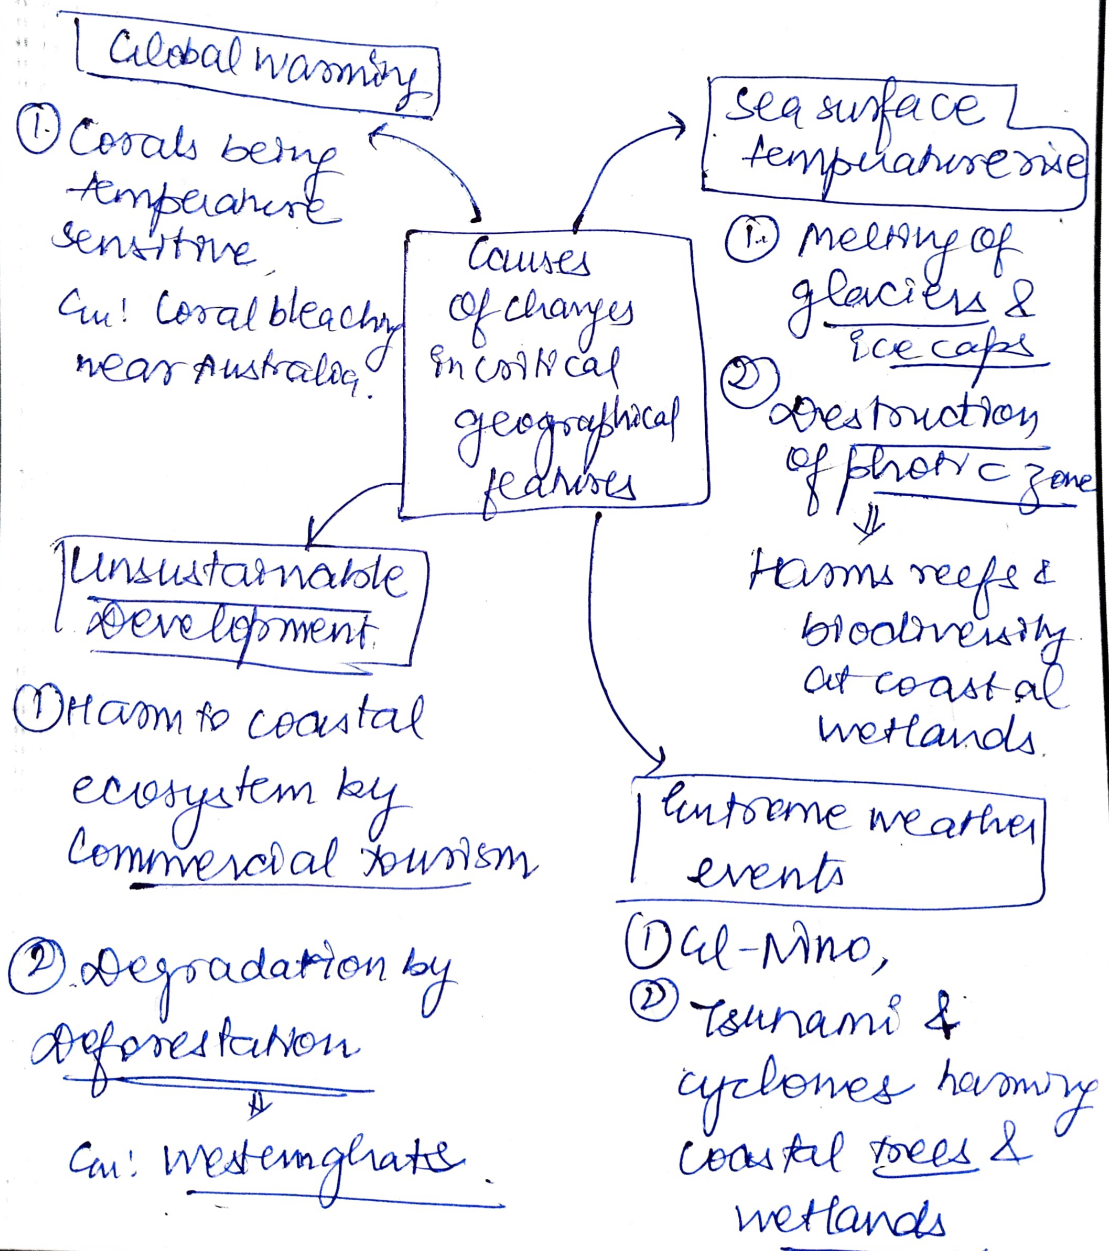 Global warming
① Corals being
temperature
sensitive
Ex: Coral bleaching
near Australia.
Sea surface
temperature rise
① Melting of
glaciers &
ice caps
② Destruction
of photic zone
⇓
Harms reefs &
biodiversity
at coastal
wetlands.
Causes
of changes
in critical
geographical
features
Unsustainable
Development
① Harm to coastal
ecosystem by
Commercial tourism
② Degradation by
Deforestation
⇓
Ex: Western ghats
Extreme weather
events
① El-Nino,
② Tsunami &
cyclones harming
coastal trees &
wetlands